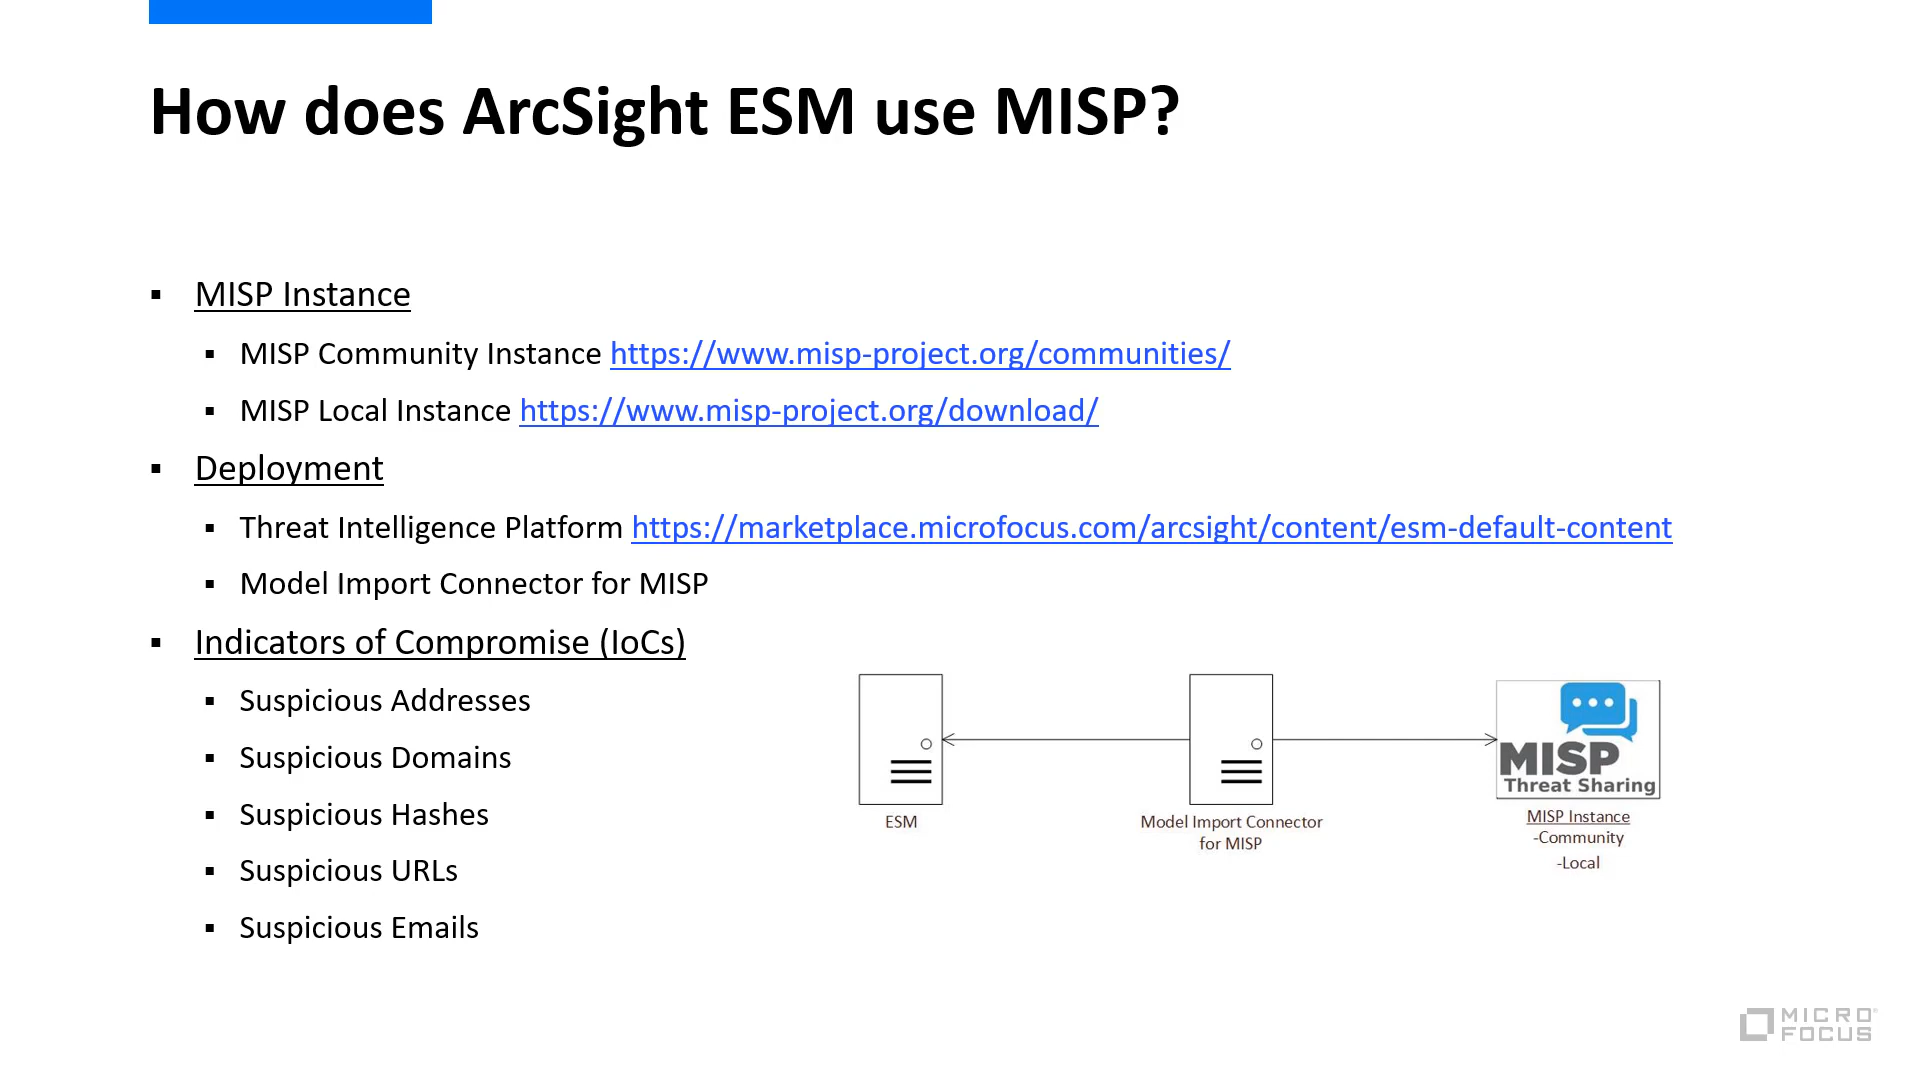 How does ArcSight ESM use MISP?
▪ MISP Instance
▪ MISP Community Instance https://www.misp-project.org/communities/
▪ MISP Local Instance https://www.misp-project.org/download/
▪ Deployment
▪ Threat Intelligence Platform https://marketplace.microfocus.com/arcsight/content/esm-default-content
▪ Model Import Connector for MISP
▪ Indicators of Compromise (IoCs)
▪ Suspicious Addresses
▪ Suspicious Domains
▪ Suspicious Hashes
▪ Suspicious URLs
▪ Suspicious Emails
ESM
Model Import Connector
for MISP
MISP
Threat Sharing
MISP Instance
-Community
-Local
MICRO
FOCUS